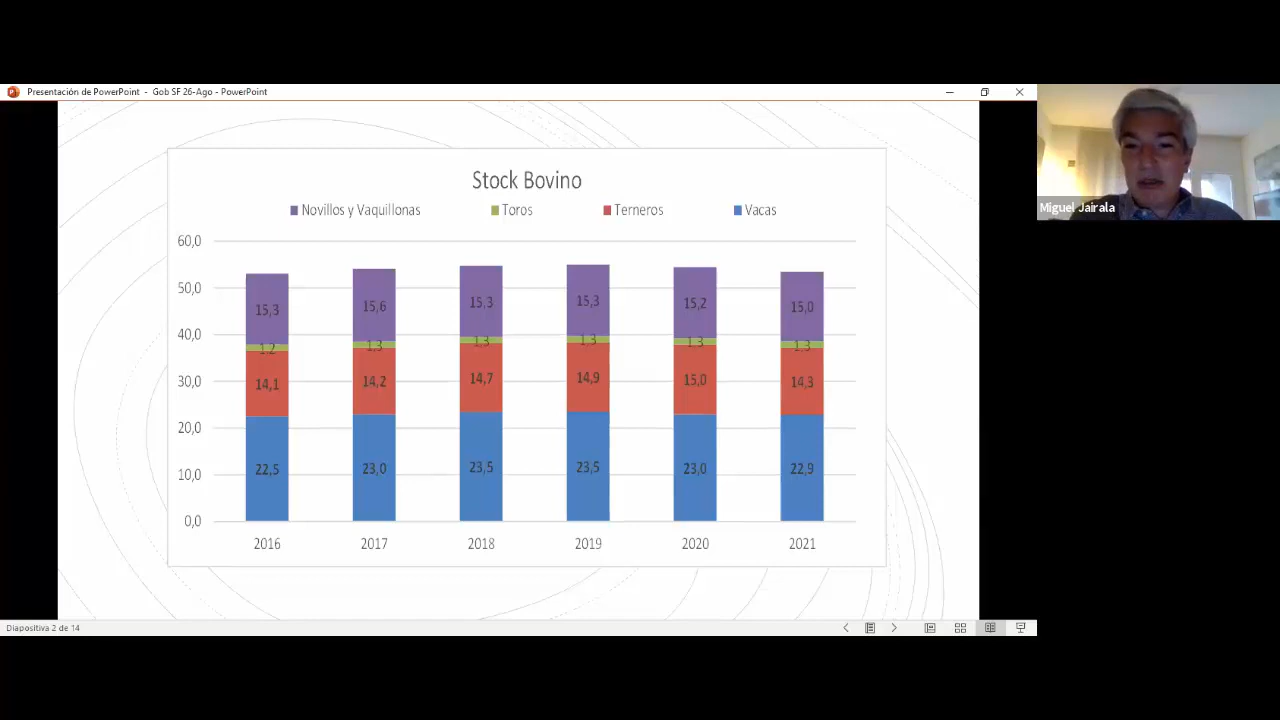 Presentación de PowerPoint - Gob SF 26-Ago - PowerPoint
Miguel Jairala
Stock Bovino
Novillos y Vaquillonas Toros Terneros Vacas
60,0
50,0
40,0
30,0
20,0
10,0
0,0
15,3 15,6 15,3 15,3 15,2 15,0
1,2 1,3 1,3 1,3 1,3 1,3
14,1 14,2 14,7 14,9 15,0 14,3
22,5 23,0 23,5 23,5 23,0 22,9
2016 2017 2018 2019 2020 2021
Diapositiva 2 de 14